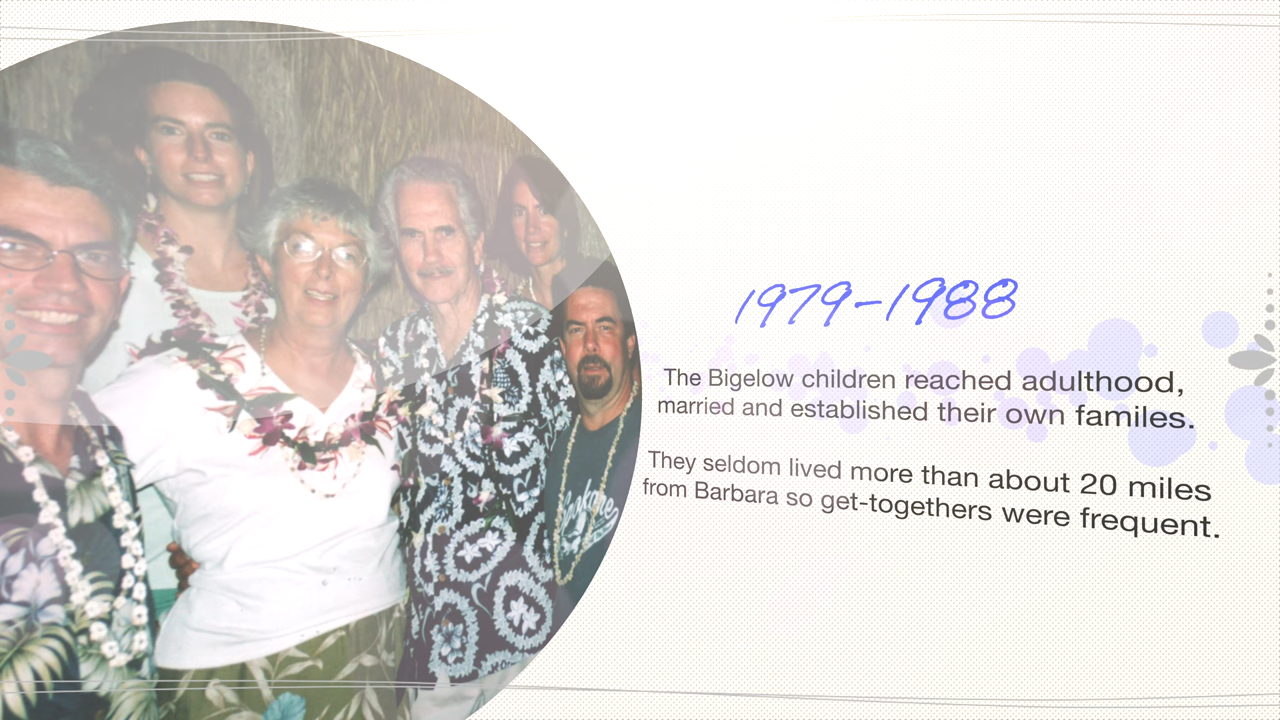 1979-1988
The Bigelow children reached adulthood,
married and established their own familes.
They seldom lived more than about 20 miles
from Barbara so get-togethers were frequent.